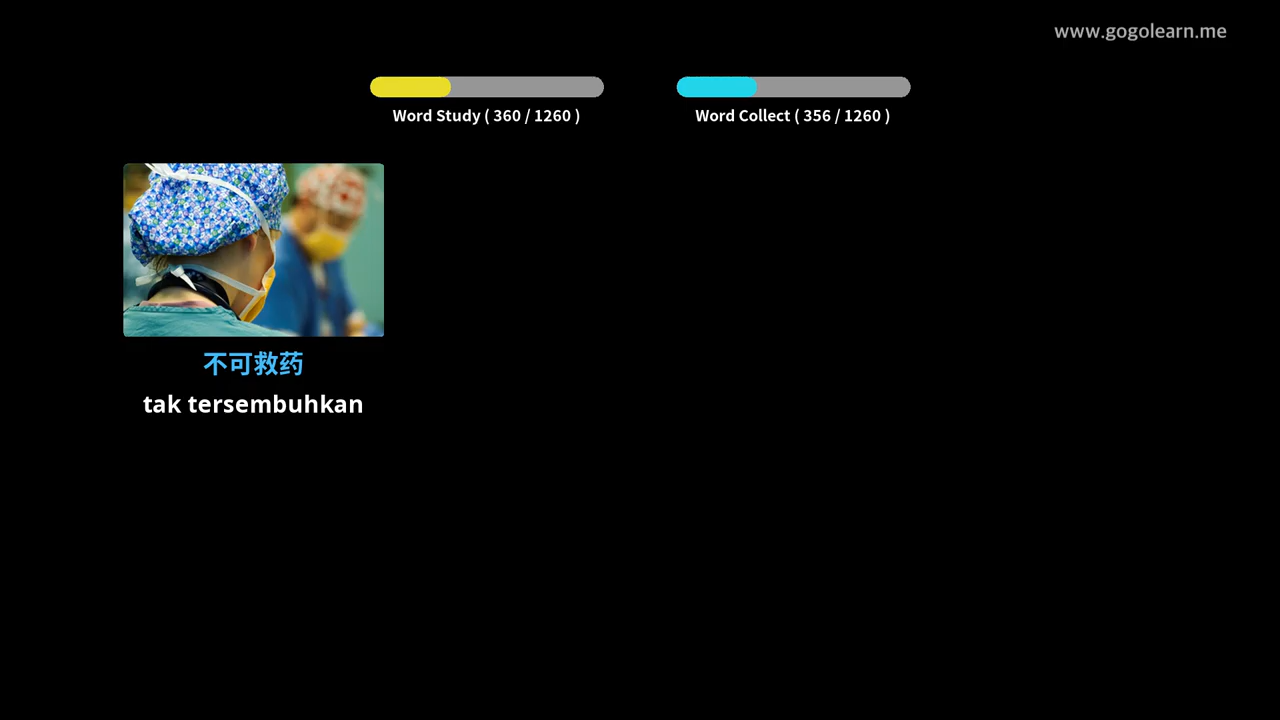 www.gogolearn.me
Word Study ( 360 / 1260 )
Word Collect ( 356 / 1260 )
不可救药
tak tersembuhkan